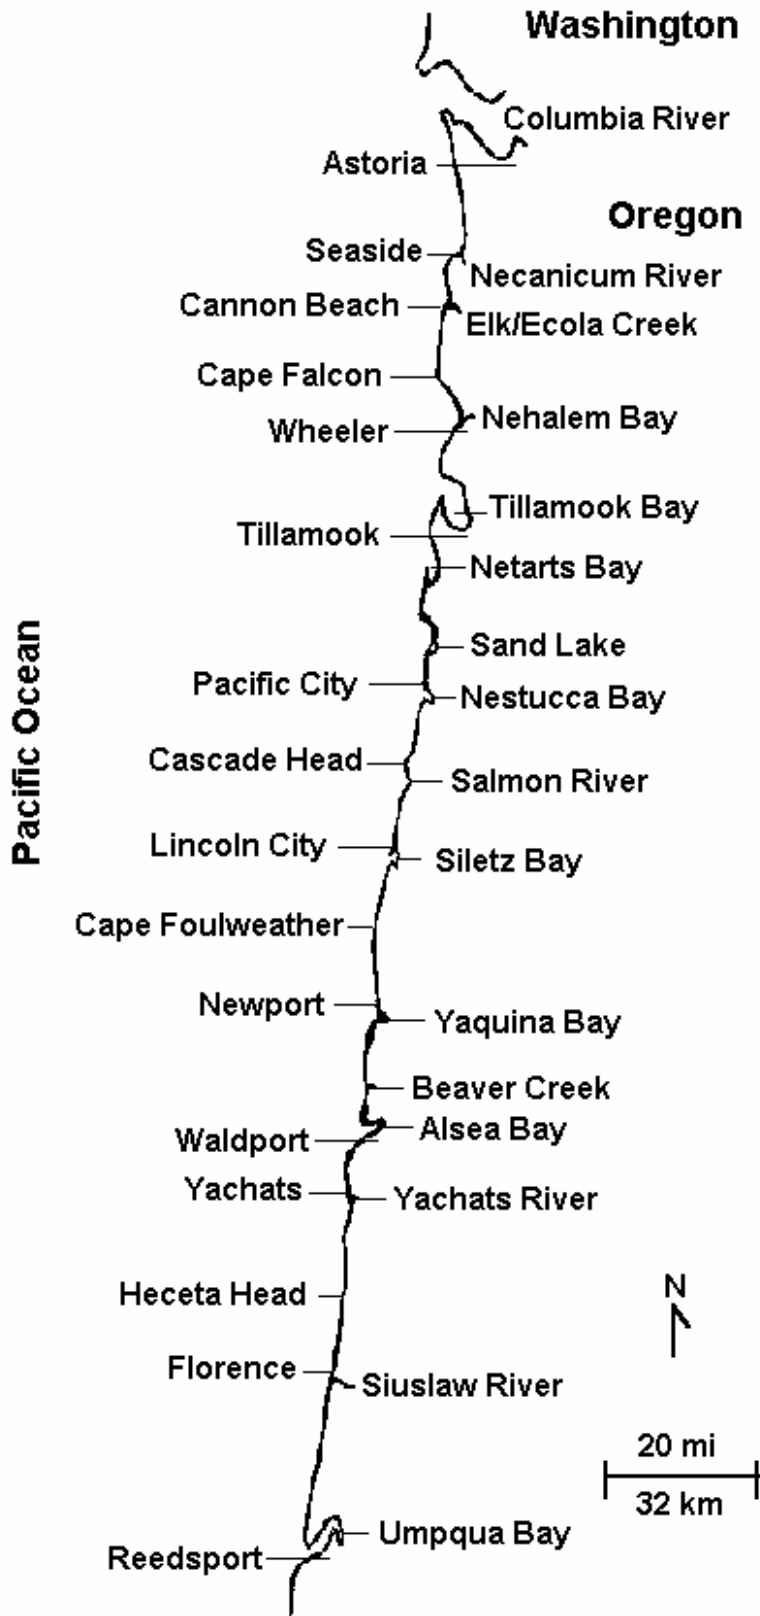 Washington
Columbia River
Astoria
Oregon
Seaside
Necanicum River
Cannon Beach
Elk/Ecola Creek
Cape Falcon
Nehalem Bay
Wheeler
Tillamook Bay
Tillamook
Netarts Bay
Pacific Ocean
Sand Lake
Pacific City
Nestucca Bay
Cascade Head
Salmon River
Lincoln City
Siletz Bay
Cape Foulweather
Newport
Yaquina Bay
Beaver Creek
Alsea Bay
Waldport
Yachats
Yachats River
N
Heceta Head
Florence
Siuslaw River
20 mi
32 km
Umpqua Bay
Reedsport